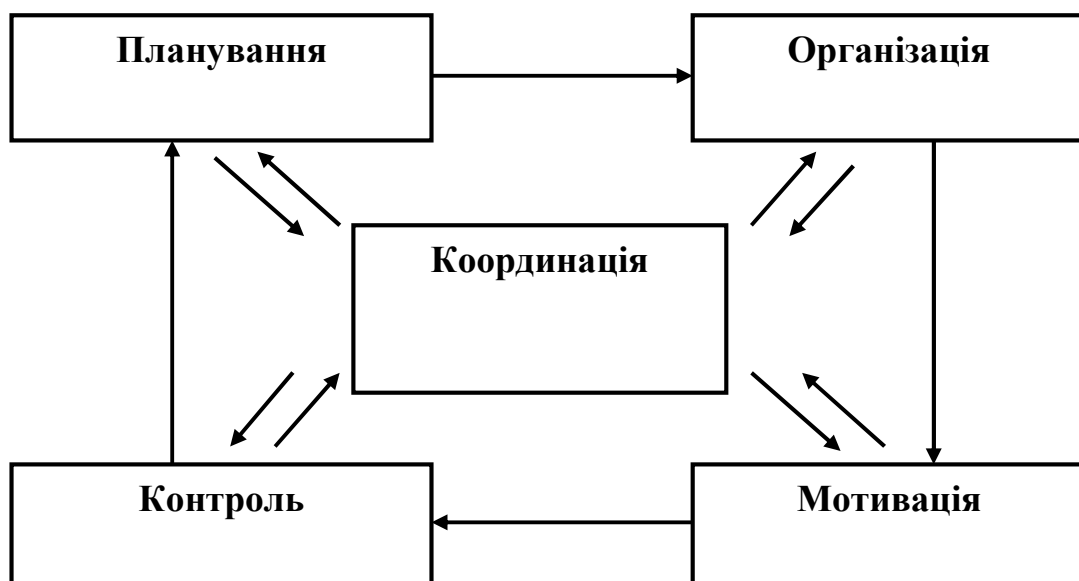 Планування
Організація
Координація
Контроль
Мотивація